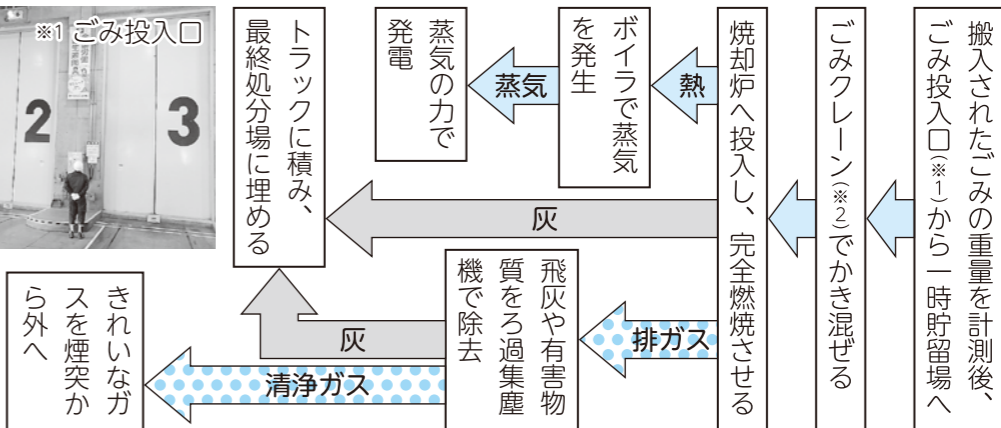 搬入されたごみの重量を計測後、
ごみ投入口(※1)から一時貯留場へ
ごみクレーン(※2)でかき混ぜる
焼却炉へ投入し、完全燃焼させる
熱
ボイラで蒸気
を発生
蒸気
蒸気の力で
発電
灰
トラックに積み、
最終処分場に埋める
排ガス
飛灰や有害物
質をろ過集塵
機で除去
灰
清浄ガス
きれいなガ
スを煙突か
ら外へ
※1 ごみ投入口
2
3